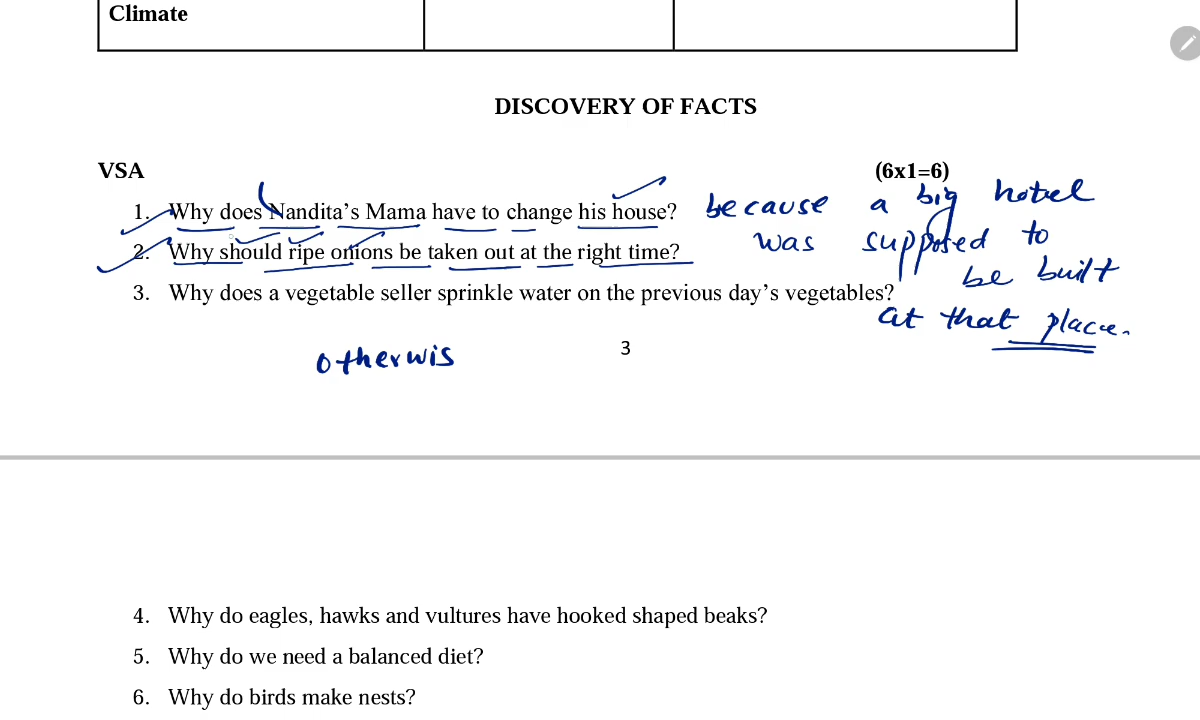 Climate
DISCOVERY OF FACTS
VSA (6x1=6)
1. Why does Nandita's Mama have to change his house? because a big hotel
was supposed to
2. Why should ripe onions be taken out at the right time?
be built
3. Why does a vegetable seller sprinkle water on the previous day's vegetables?
at that place.
otherwis
3
4. Why do eagles, hawks and vultures have hooked shaped beaks?
5. Why do we need a balanced diet?
6. Why do birds make nests?